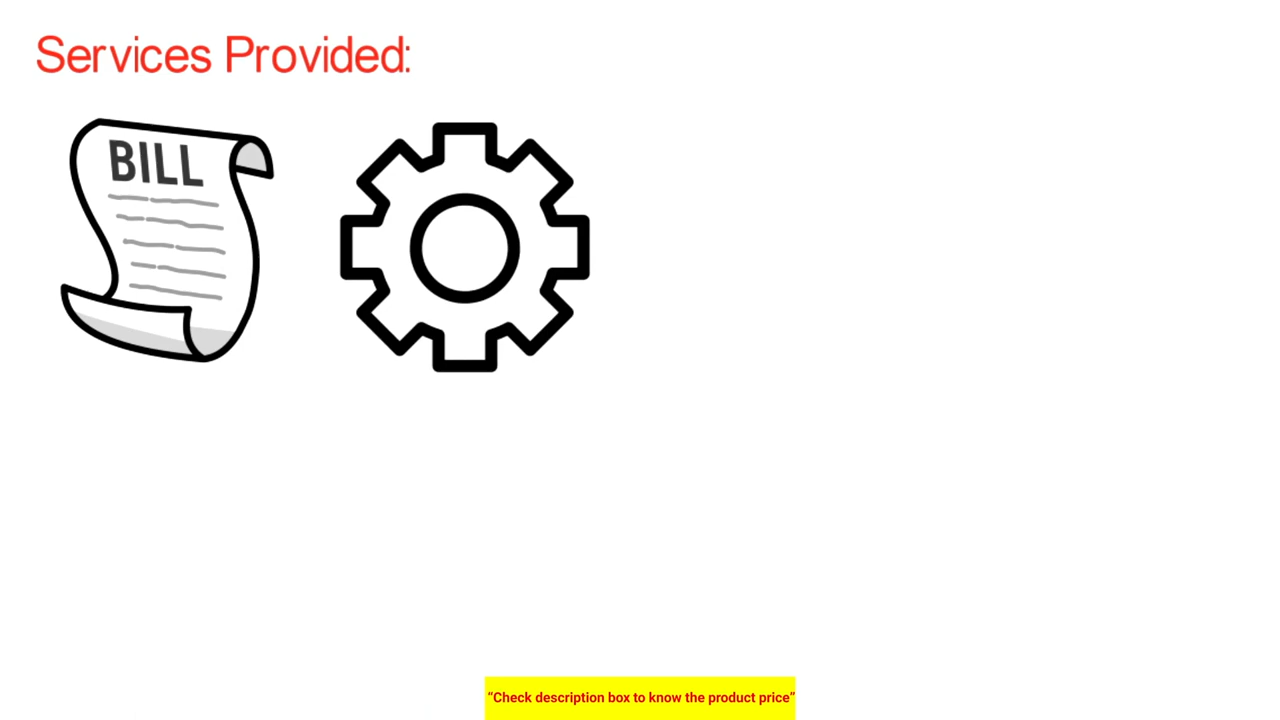 Services Provided:
BILL
“Check description box to know the product price”